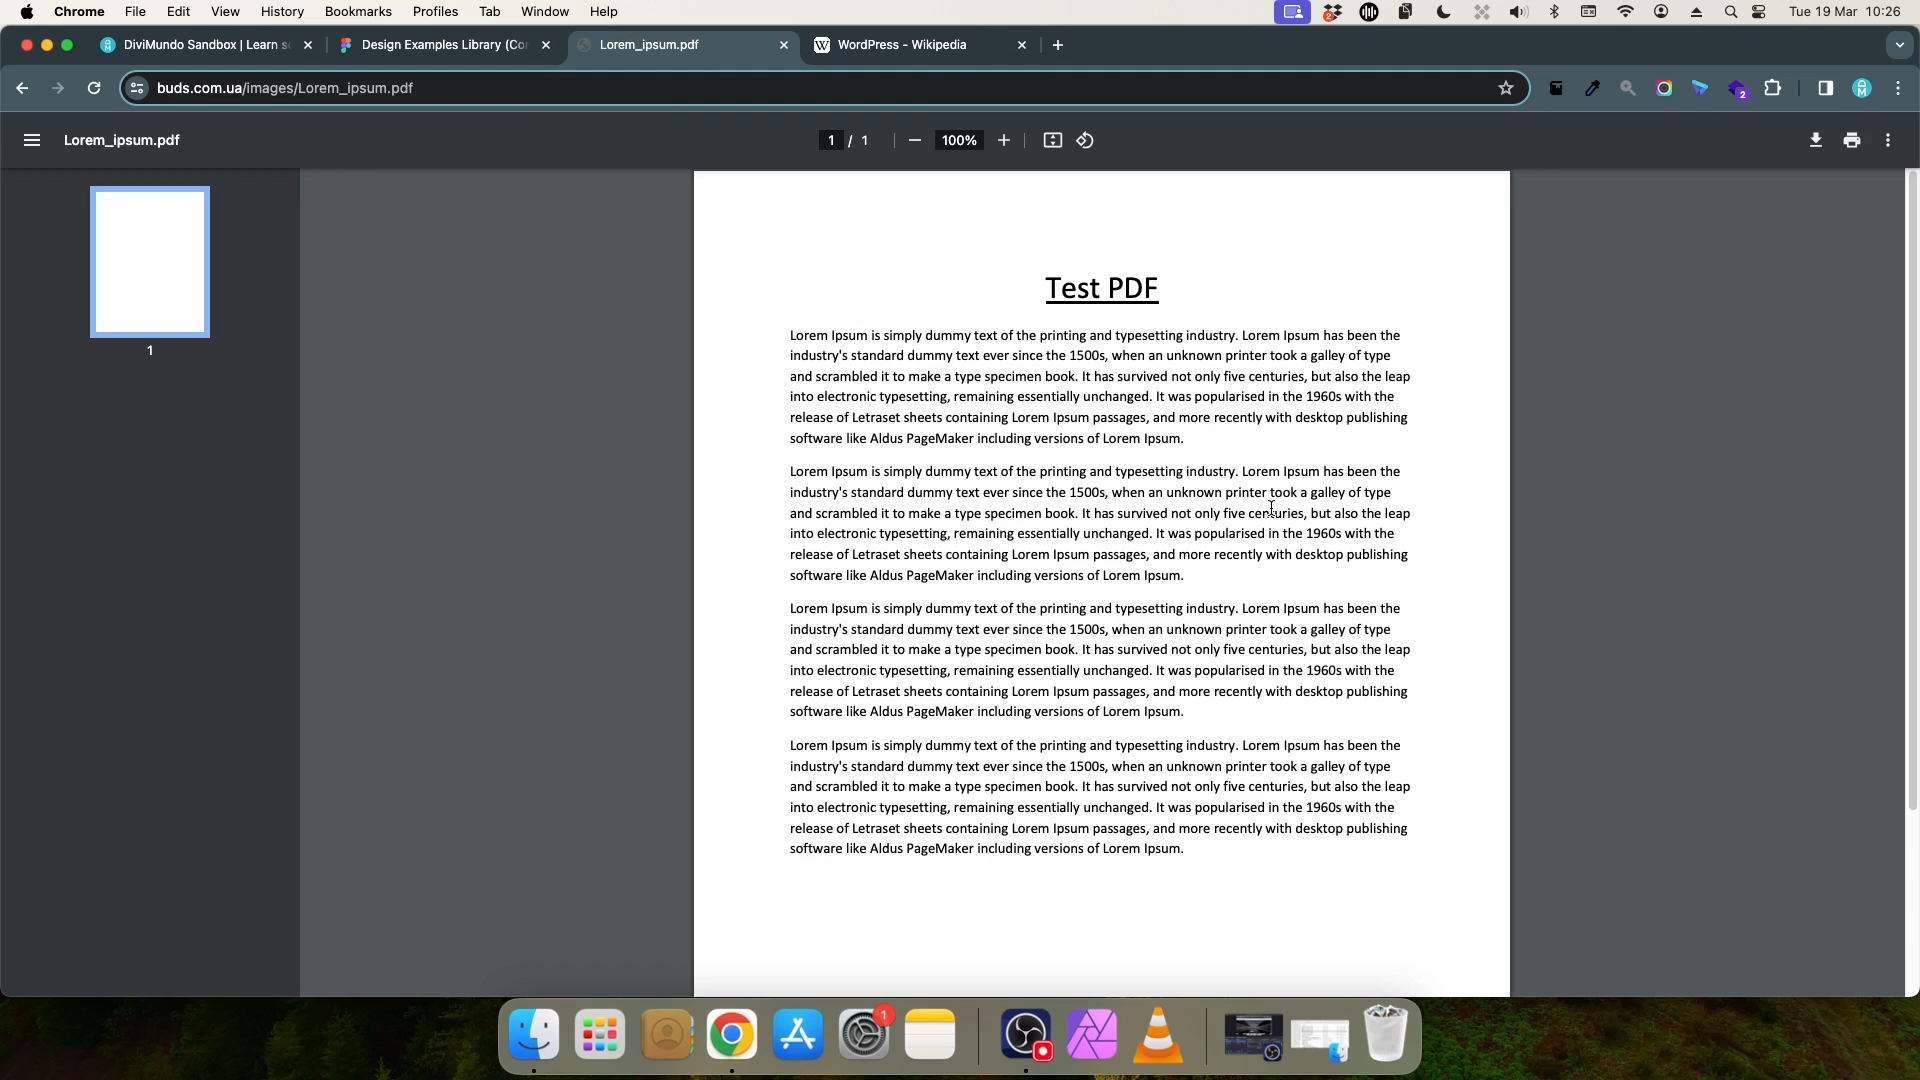 Chrome File Edit View History Bookmarks Profiles Tab Window Help
2
Tue 19 Mar 10:26
DiviMundo Sandbox | Learn
Design Examples Library
Lorem_ipsum.pdf
WordPress - Wikipedia
buds.com.ua/images/Lorem_ipsum.pdf
2
DM
Lorem_ipsum.pdf
1 / 1
100%
1
Test PDF
Lorem Ipsum is simply dummy text of the printing and typesetting industry. Lorem Ipsum has been the
industry's standard dummy text ever since the 1500s, when an unknown printer took a galley of type
and scrambled it to make a type specimen book. It has survived not only five centuries, but also the leap
into electronic typesetting, remaining essentially unchanged. It was popularised in the 1960s with the
release of Letraset sheets containing Lorem Ipsum passages, and more recently with desktop publishing
software like Aldus PageMaker including versions of Lorem Ipsum.
Lorem Ipsum is simply dummy text of the printing and typesetting industry. Lorem Ipsum has been the
industry's standard dummy text ever since the 1500s, when an unknown printer took a galley of type
and scrambled it to make a type specimen book. It has survived not only five centuries, but also the leap
into electronic typesetting, remaining essentially unchanged. It was popularised in the 1960s with the
release of Letraset sheets containing Lorem Ipsum passages, and more recently with desktop publishing
software like Aldus PageMaker including versions of Lorem Ipsum.
Lorem Ipsum is simply dummy text of the printing and typesetting industry. Lorem Ipsum has been the
industry's standard dummy text ever since the 1500s, when an unknown printer took a galley of type
and scrambled it to make a type specimen book. It has survived not only five centuries, but also the leap
into electronic typesetting, remaining essentially unchanged. It was popularised in the 1960s with the
release of Letraset sheets containing Lorem Ipsum passages, and more recently with desktop publishing
software like Aldus PageMaker including versions of Lorem Ipsum.
Lorem Ipsum is simply dummy text of the printing and typesetting industry. Lorem Ipsum has been the
industry's standard dummy text ever since the 1500s, when an unknown printer took a galley of type
and scrambled it to make a type specimen book. It has survived not only five centuries, but also the leap
into electronic typesetting, remaining essentially unchanged. It was popularised in the 1960s with the
release of Letraset sheets containing Lorem Ipsum passages, and more recently with desktop publishing
software like Aldus PageMaker including versions of Lorem Ipsum.
1